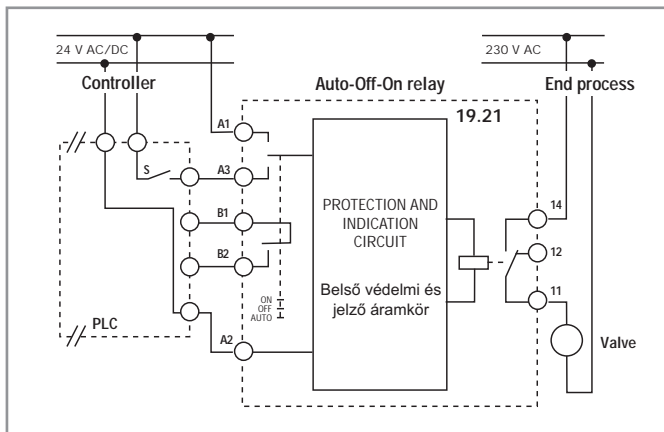 24 V AC/DC
230 V AC
Controller
Auto-Off-On relay
End process
19.21
A1
S
A3
B1
B2
A2
PLC
ON
OFF
AUTO
PROTECTION AND
INDICATION
CIRCUIT
Belső védelmi és
jelző áramkör
14
12
11
Valve